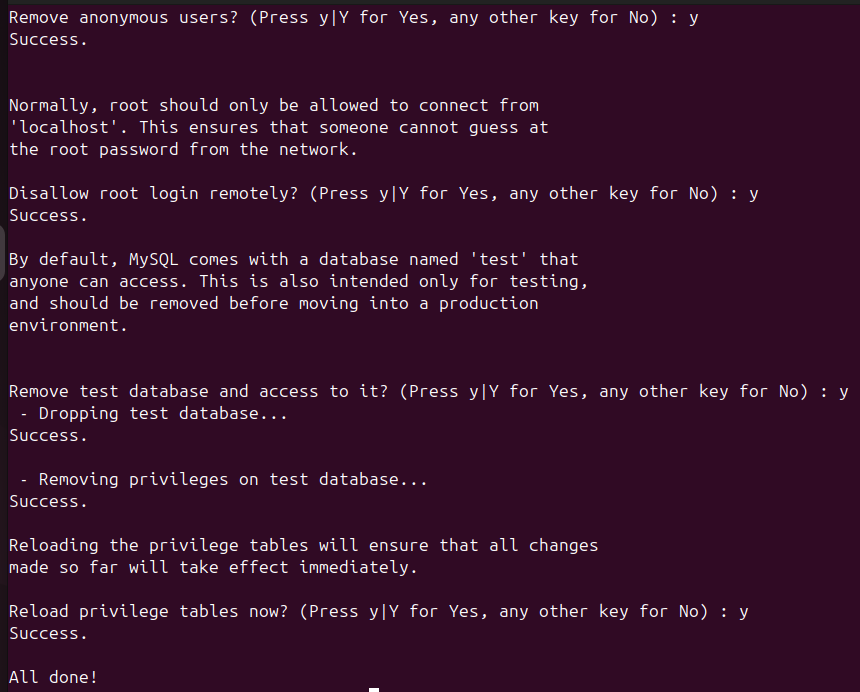 Remove anonymous users? (Press y|Y for Yes, any other key for No) : y
Success.
Normally, root should only be allowed to connect from
'localhost'. This ensures that someone cannot guess at
the root password from the network.
Disallow root login remotely? (Press y|Y for Yes, any other key for No) : y
Success.
By default, MySQL comes with a database named 'test' that
anyone can access. This is also intended only for testing,
and should be removed before moving into a production
environment.
Remove test database and access to it? (Press y|Y for Yes, any other key for No) : y
 - Dropping test database...
Success.
 - Removing privileges on test database...
Success.
Reloading the privilege tables will ensure that all changes
made so far will take effect immediately.
Reload privilege tables now? (Press y|Y for Yes, any other key for No) : y
Success.
All done!